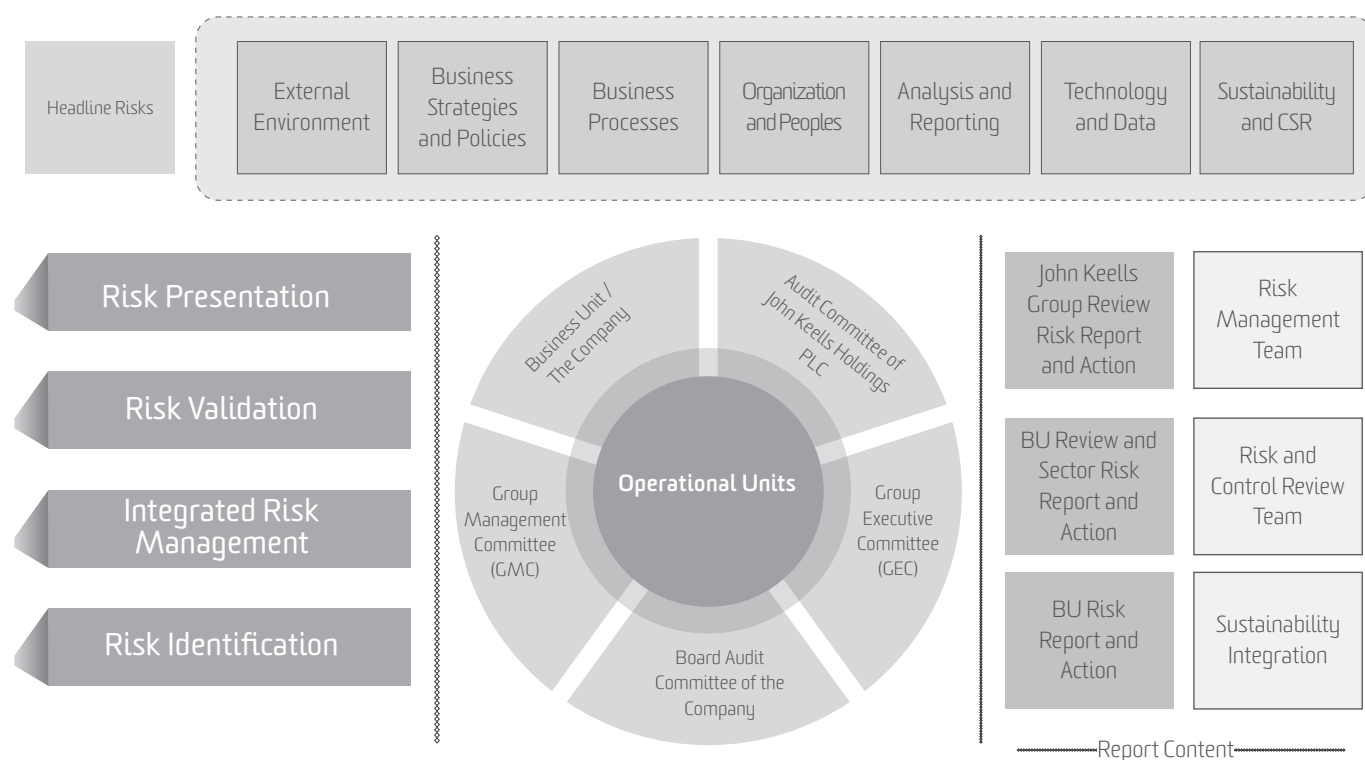 Headline Risks
External
Environment
Business
Strategies
and Policies
Business
Processes
Organization
and Peoples
Analysis and
Reporting
Technology
and Data
Sustainability
and CSR
Risk Presentation
Risk Validation
Integrated Risk
Management
Risk Identification
Business Unit /
The Company
Audit Committee of
John Keells Holdings
PLC
Group
Management
Committee
(GMC)
Operational Units
Group
Executive
Committee
(GEC)
Board Audit
Committee of the
Company
John Keells
Group Review
Risk Report
and Action
Risk
Management
Team
BU Review and
Sector Risk
Report and
Action
Risk and
Control Review
Team
BU Risk
Report and
Action
Sustainability
Integration
Report Content